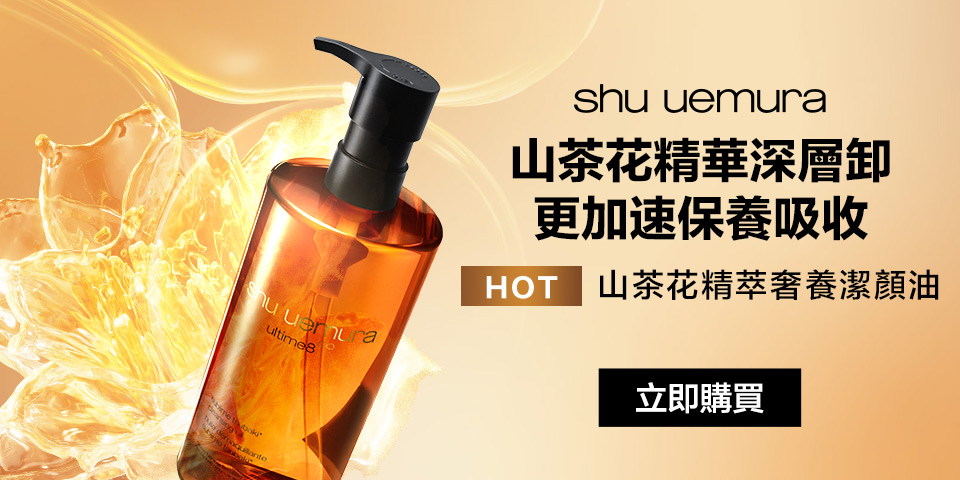 shu uemura
山茶花精華深層卸
更加速保養吸收
HOT 山茶花精萃奢養潔顏油
立即購買
shu uemura
ultime8